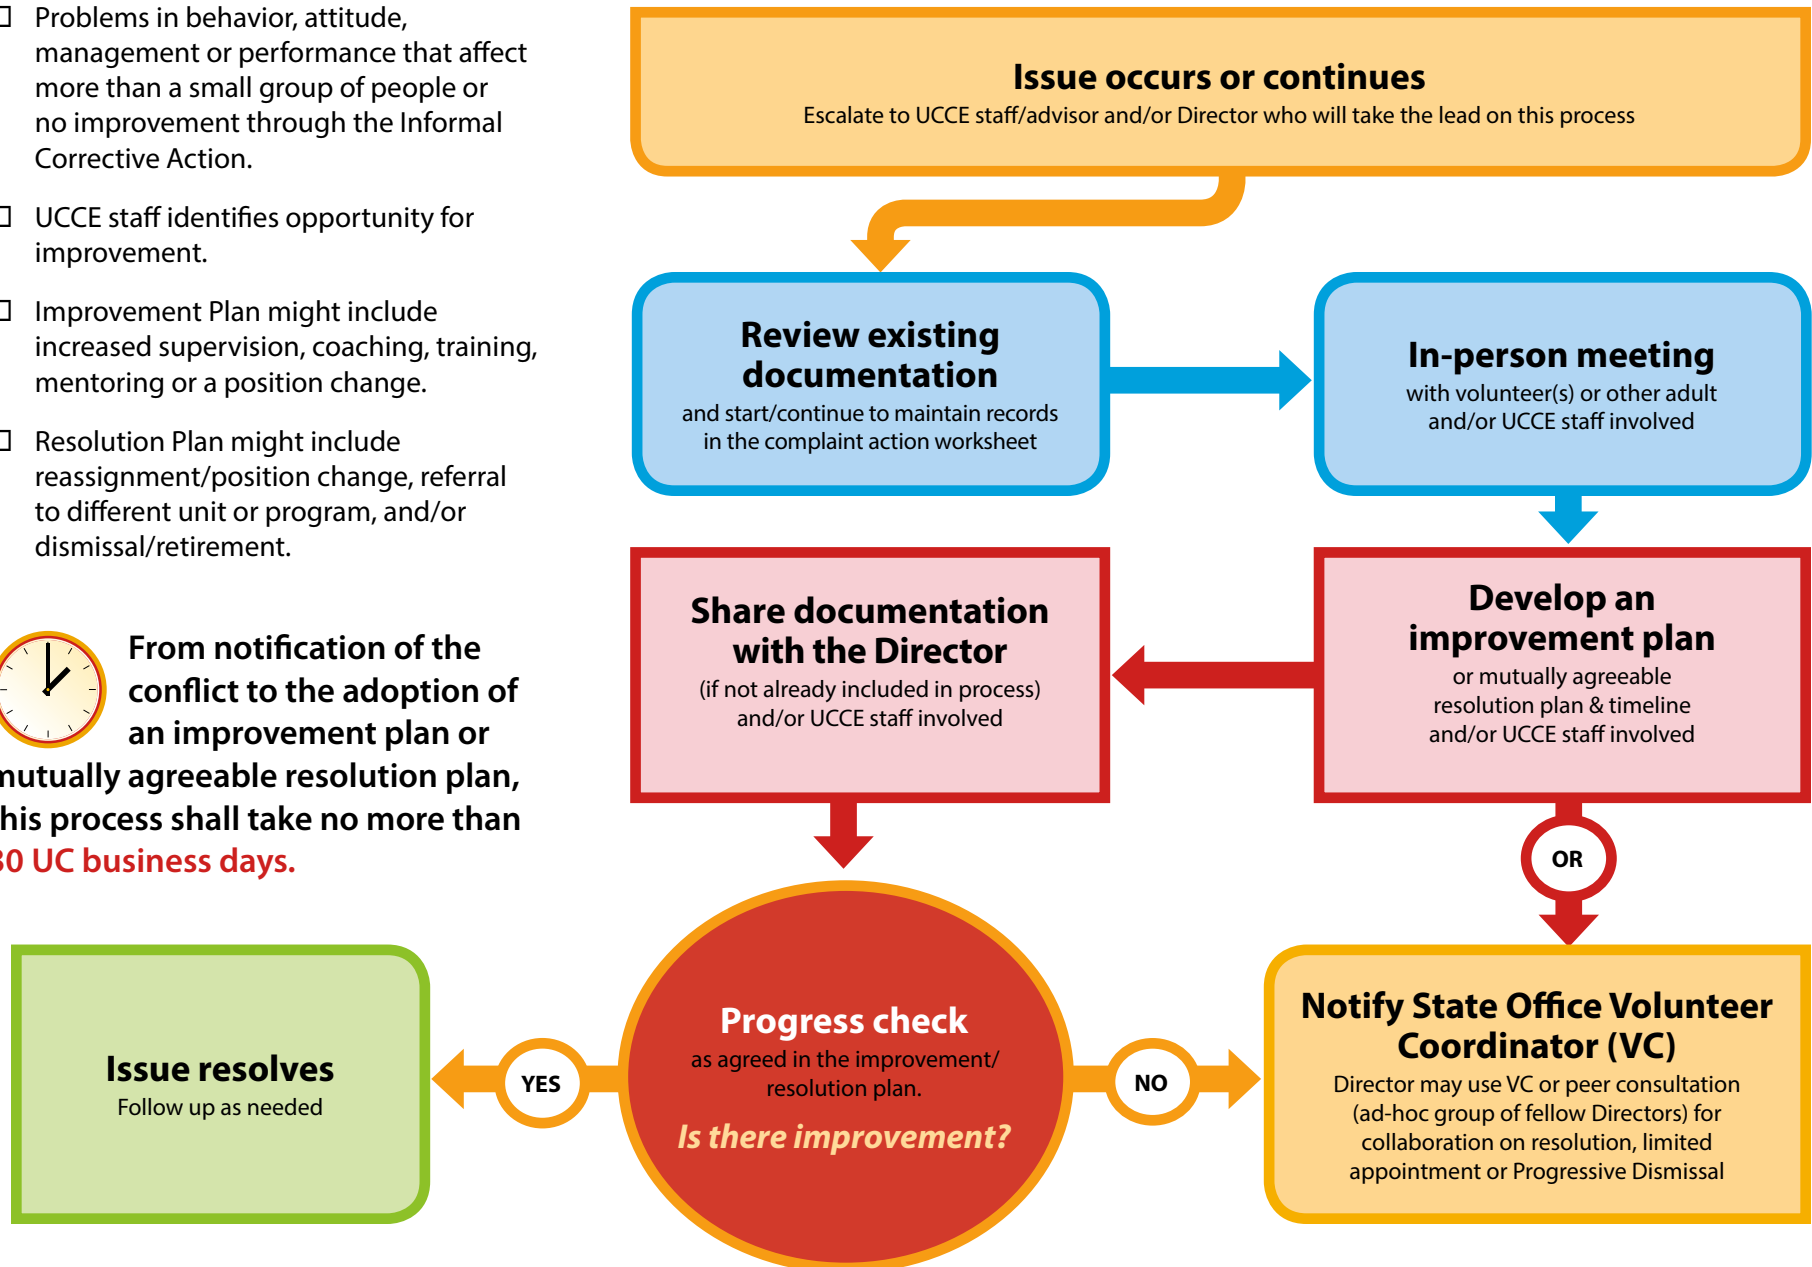 Problems in behavior, attitude,
management or performance that affect
more than a small group of people or
no improvement through the Informal
Corrective Action.
UCCE staff identifies opportunity for
improvement.
Improvement Plan might include
increased supervision, coaching, training,
mentoring or a position change.
Resolution Plan might include
reassignment/position change, referral
to different unit or program, and/or
dismissal/retirement.
From notification of the
conflict to the adoption of
an improvement plan or
mutually agreeable resolution plan,
this process shall take no more than
30 UC business days.
Issue occurs or continues
Escalate to UCCE staff/advisor and/or Director who will take the lead on this process
Review existing
documentation
and start/continue to maintain records
in the complaint action worksheet
In-person meeting
with volunteer(s) or other adult
and/or UCCE staff involved
Develop an
improvement plan
or mutually agreeable
resolution plan & timeline
and/or UCCE staff involved
Share documentation
with the Director
(if not already included in process)
and/or UCCE staff involved
OR
Progress check
as agreed in the improvement/
resolution plan.
Is there improvement?
YES
NO
Issue resolves
Follow up as needed
Notify State Office Volunteer
Coordinator (VC)
Director may use VC or peer consultation
(ad-hoc group of fellow Directors) for
collaboration on resolution, limited
appointment or Progressive Dismissal